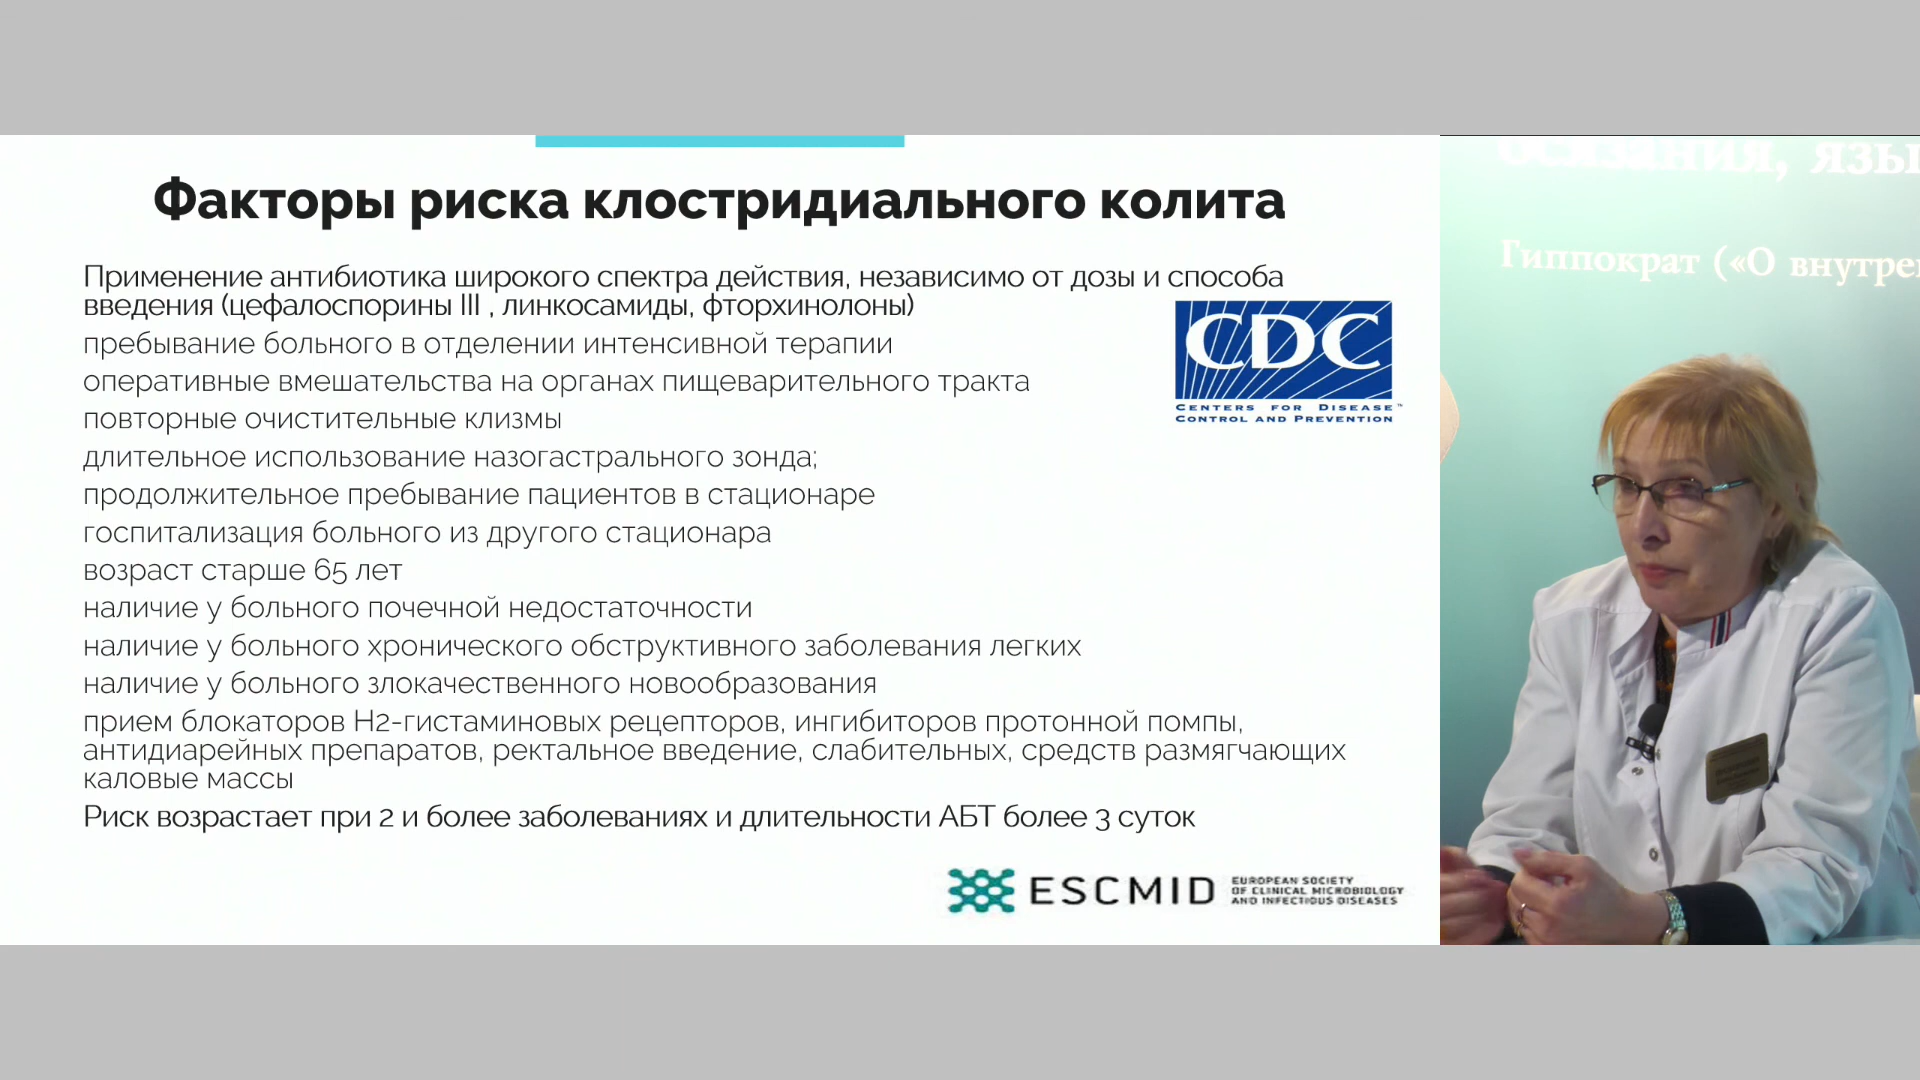 Факторы риска клостридиального колита
Применение антибиотика широкого спектра действия, независимо от дозы и способа
введения (цефалоспорины III , линкосамиды, фторхинолоны)
пребывание больного в отделении интенсивной терапии
оперативные вмешательства на органах пищеварительного тракта
повторные очистительные клизмы
длительное использование назогастрального зонда;
продолжительное пребывание пациентов в стационаре
госпитализация больного из другого стационара
возраст старше 65 лет
наличие у больного почечной недостаточности
наличие у больного хронического обструктивного заболевания легких
наличие у больного злокачественного новообразования
прием блокаторов Н2-гистаминовых рецепторов, ингибиторов протонной помпы,
антидиарейных препаратов, ректальное введение, слабительных, средств размягчающих
каловые массы
Риск возрастает при 2 и более заболеваниях и длительности АБТ более 3 суток
CDC
CENTERS FOR DISEASE™
CONTROL AND PREVENTION
ESCMID
EUROPEAN SOCIETY
OF CLINICAL MICROBIOLOGY
AND INFECTIOUS DISEASES
язы
Гиппократ («О внутре